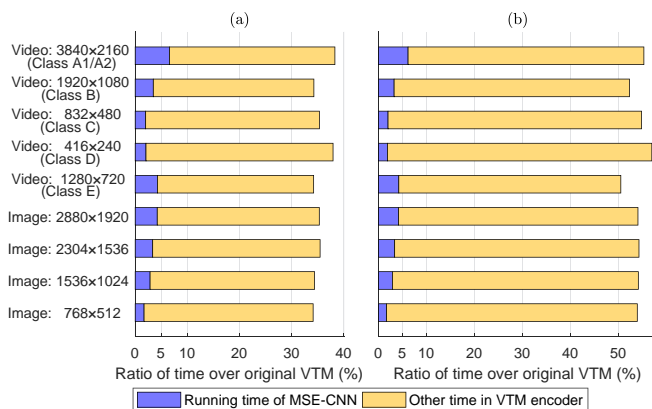 (a) (b)
Video: 3840×2160
(Class A1/A2)
Video: 1920×1080
(Class B)
Video: 832×480
(Class C)
Video: 416×240
(Class D)
Video: 1280×720
(Class E)
Image: 2880×1920
Image: 2304×1536
Image: 1536×1024
Image: 768×512
0 5 10 20 30 40 0 5 10 20 30 40 50
Ratio of time over original VTM (%) Ratio of time over original VTM (%)
Running time of MSE-CNN Other time in VTM encoder